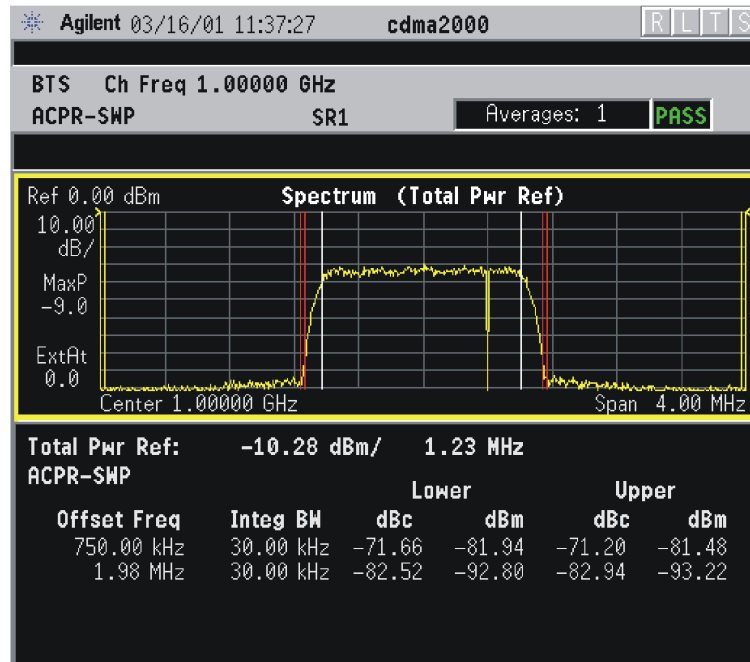 Agilent 03/16/01 11:37:27 cdma2000 R L T S
BTS Ch Freq 1.00000 GHz
ACPR-SWP SR1 Averages: 1 PASS
Ref 0.00 dBm Spectrum (Total Pwr Ref)
10.00
dB/
MaxP
-9.0
ExtAt
0.0
Center 1.00000 GHz Span 4.00 MHz
Total Pwr Ref: -10.28 dBm/ 1.23 MHz
ACPR-SWP
Lower Upper
Offset Freq Integ BW dBc dBm dBc dBm
750.00 kHz 30.00 kHz -71.66 -81.94 -71.20 -81.48
1.98 MHz 30.00 kHz -82.52 -92.80 -82.94 -93.22